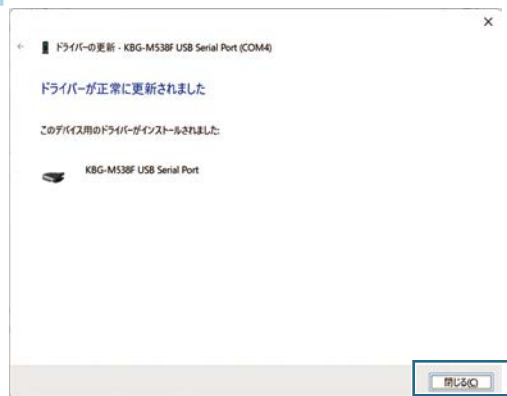 ドライバーの更新 - KBG-M538F USB Serial Port (COM4)
ドライバーが正常に更新されました
このデバイス用のドライバーがインストールされました:
KBG-M538F USB Serial Port
閉じる(C)